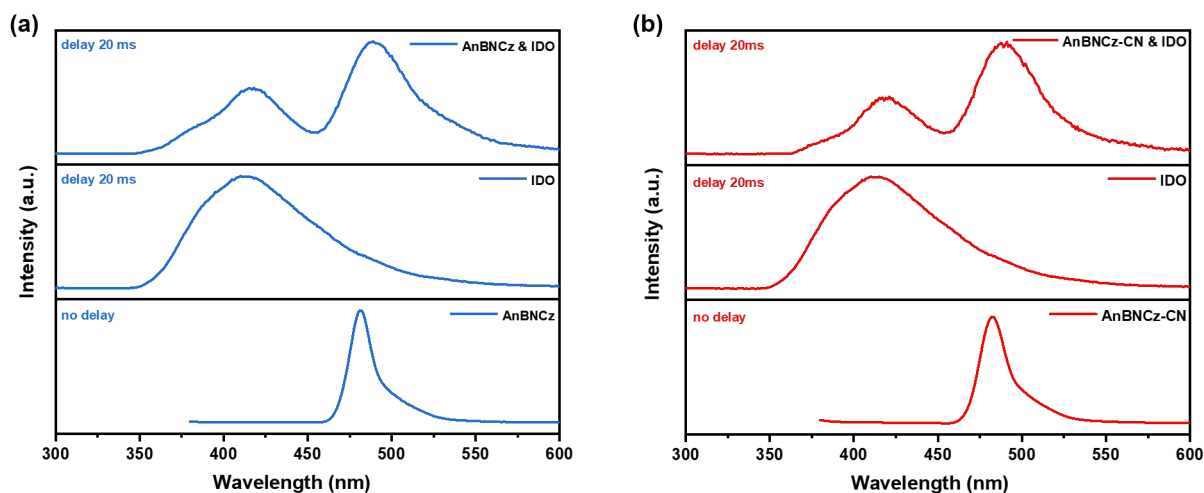 (a)
delay 20 ms
AnBNCz & IDO
delay 20 ms
IDO
no delay
AnBNCz
Intensity (a.u.)
300 350 400 450 500 550 600
Wavelength (nm)
(b)
delay 20ms
AnBNCz-CN & IDO
delay 20ms
IDO
no delay
AnBNCz-CN
Intensity (a.u.)
300 350 400 450 500 550 600
Wavelength (nm)